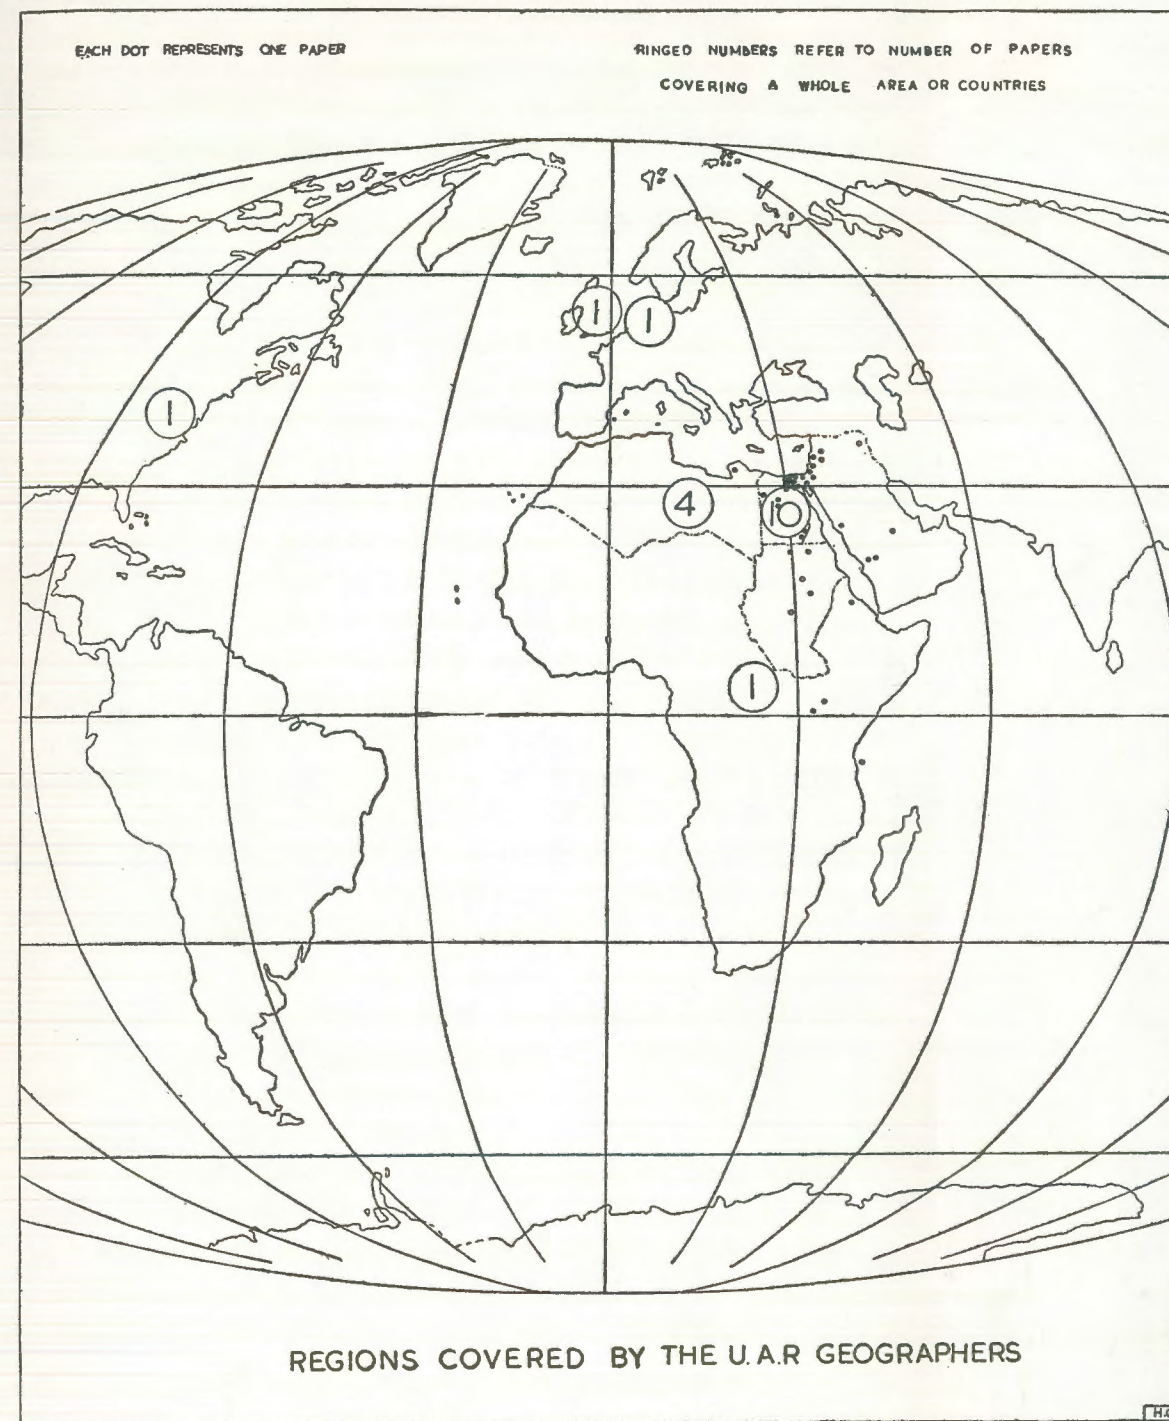 EACH DOT REPRESENTS ONE PAPER
RINGED NUMBERS REFER TO NUMBER OF PAPERS
COVERING A WHOLE AREA OR COUNTRIES
1
1
1
4
10
1
REGIONS COVERED BY THE U.A.R GEOGRAPHERS